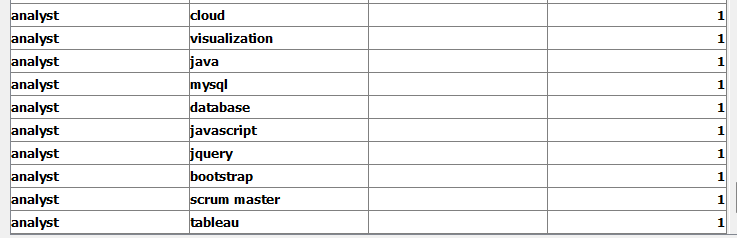 analyst cloud 1
analyst visualization 1
analyst java 1
analyst mysql 1
analyst database 1
analyst javascript 1
analyst jquery 1
analyst bootstrap 1
analyst scrum master 1
analyst tableau 1